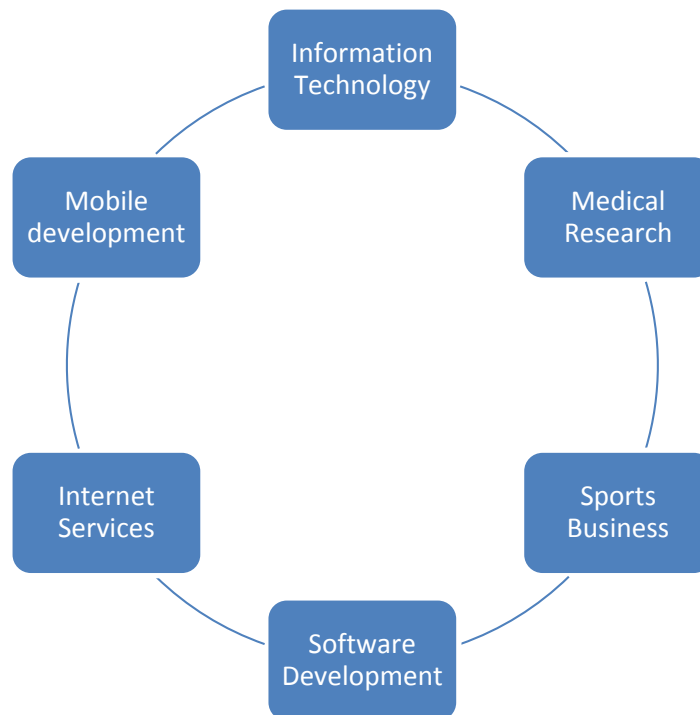 Information
Technology
Mobile
development
Medical
Research
Internet
Services
Sports
Business
Software
Development